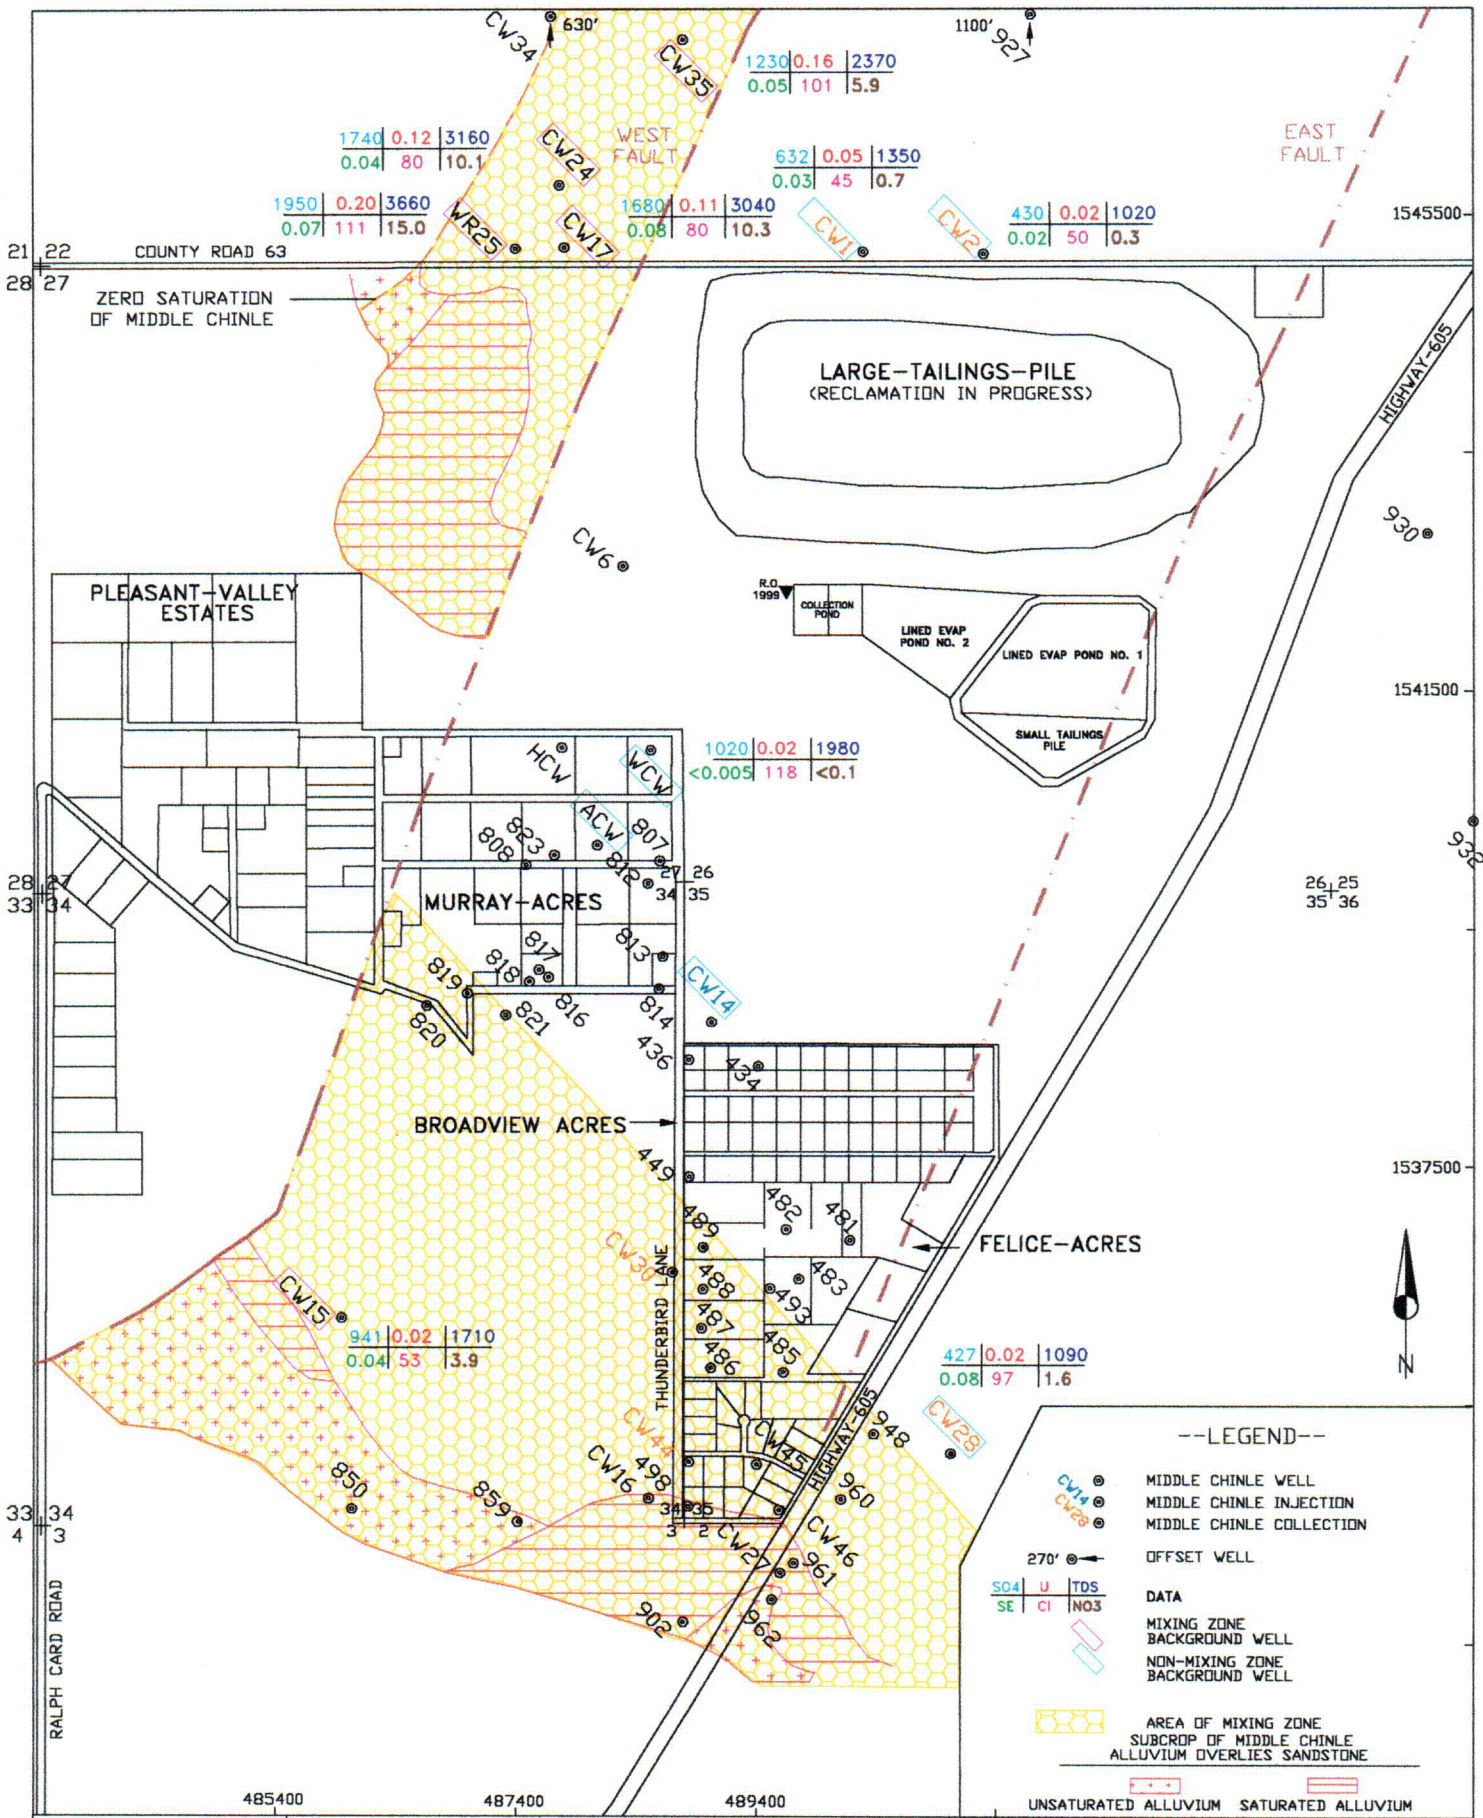 CW34
630'
1100'
927
CW35
1230 0.16 2370
0.05 101 5.9
WEST
FAULT
EAST
FAULT
1740 0.12 3160
0.04 80 10.1
CW24
632 0.05 1350
0.03 45 0.7
1950 0.20 3660
0.07 111 15.0
WR25
CW17
1680 0.11 3040
0.08 80 10.3
CW1
CW2
430 0.02 1020
0.02 50 0.3
1545500
21 22
28 27
COUNTY ROAD 63
ZERO SATURATION
OF MIDDLE CHINLE
LARGE-TAILINGS-PILE
(RECLAMATION IN PROGRESS)
HIGHWAY-605
930
CW6
PLEASANT-VALLEY
ESTATES
R.O.
1999
COLLECTION
POND
LINED EVAP
POND NO. 2
LINED EVAP POND NO. 1
SMALL TAILINGS
PILE
1541500
HCW
WCW
1020 0.02 1980
<0.005 118 <0.1
ACW
823
808
807
812
932
28 27
33 34
27 26
34 35
26 25
35 36
MURRAY-ACRES
817
818
819
813
820
821
816
814
CW14
436
434
BROADVIEW ACRES
1537500
449
482
481
489
FELICE-ACRES
CW30
488
483
493
487
486
485
THUNDERBIRD LANE
CW15
941 0.02 1710
0.04 53 3.9
427 0.02 1090
0.08 97 1.6
HIGHWAY-605
948
CW28
N
CW44
CW45
CW16
498
850
859
960
33 34
4 3
34 35
3 2
CW27
CW46
961
962
902
RALPH CARD ROAD
--LEGEND--
MIDDLE CHINLE WELL
CW14 MIDDLE CHINLE INJECTION
CW28 MIDDLE CHINLE COLLECTION
270' OFFSET WELL
SO4 U TDS
SE Cl NO3
DATA
MIXING ZONE
BACKGROUND WELL
NON-MIXING ZONE
BACKGROUND WELL
AREA OF MIXING ZONE
SUBCROP OF MIDDLE CHINLE
ALLUVIUM OVERLIES SANDSTONE
UNSATURATED ALLUVIUM SATURATED ALLUVIUM
485400
487400
489400